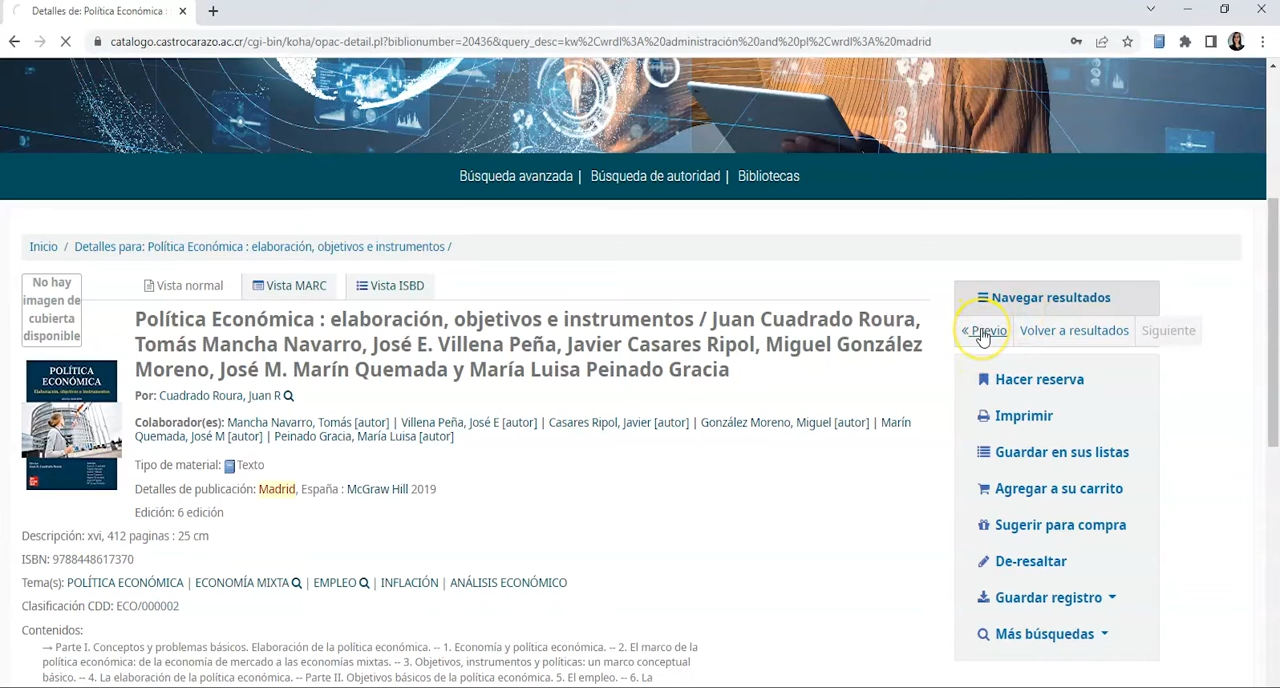 Detalles de: Política Económica :
catalogo.castrocarazo.ac.cr/cgi-bin/koha/opac-detail.pl?biblionumber=20436&query_desc=kw%2Cwrdl%3A%20administración%20and%20pl%2Cwrdl%3A%20madrid
Búsqueda avanzada | Búsqueda de autoridad | Bibliotecas
Inicio / Detalles para: Política Económica : elaboración, objetivos e instrumentos /
No hay
imagen de
cubierta
disponible
Vista normal Vista MARC Vista ISBD
Política Económica : elaboración, objetivos e instrumentos / Juan Cuadrado Roura,
Tomás Mancha Navarro, José E. Villena Peña, Javier Casares Ripol, Miguel González
Moreno, José M. Marín Quemada y María Luisa Peinado Gracia
Por: Cuadrado Roura, Juan R
Colaborador(es): Mancha Navarro, Tomás [autor] | Villena Peña, José E [autor] | Casares Ripol, Javier [autor] | González Moreno, Miguel [autor] | Marín
Quemada, José M [autor] | Peinado Gracia, María Luisa [autor]
POLÍTICA
ECONÓMICA
Tipo de material: Texto
Detalles de publicación: Madrid, España : McGraw Hill 2019
Edición: 6 edición
Descripción: xvi, 412 paginas : 25 cm
ISBN: 9788448617370
Tema(s): POLÍTICA ECONÓMICA | ECONOMÍA MIXTA | EMPLEO | INFLACIÓN | ANÁLISIS ECONÓMICO
Clasificación CDD: ECO/000002
Contenidos:
→ Parte I. Conceptos y problemas básicos. Elaboración de la política económica. -- 1. Economía y política económica. -- 2. El marco de la
política económica: de la economía de mercado a las economías mixtas. -- 3. Objetivos, instrumentos y políticas: un marco conceptual
básico. -- 4. La elaboración de la política económica. -- Parte II. Objetivos básicos de la política económica. 5. El empleo. -- 6. La
Navegar resultados
« Previo Volver a resultados Siguiente
Hacer reserva
Imprimir
Guardar en sus listas
Agregar a su carrito
Sugerir para compra
De-resaltar
Guardar registro
Más búsquedas